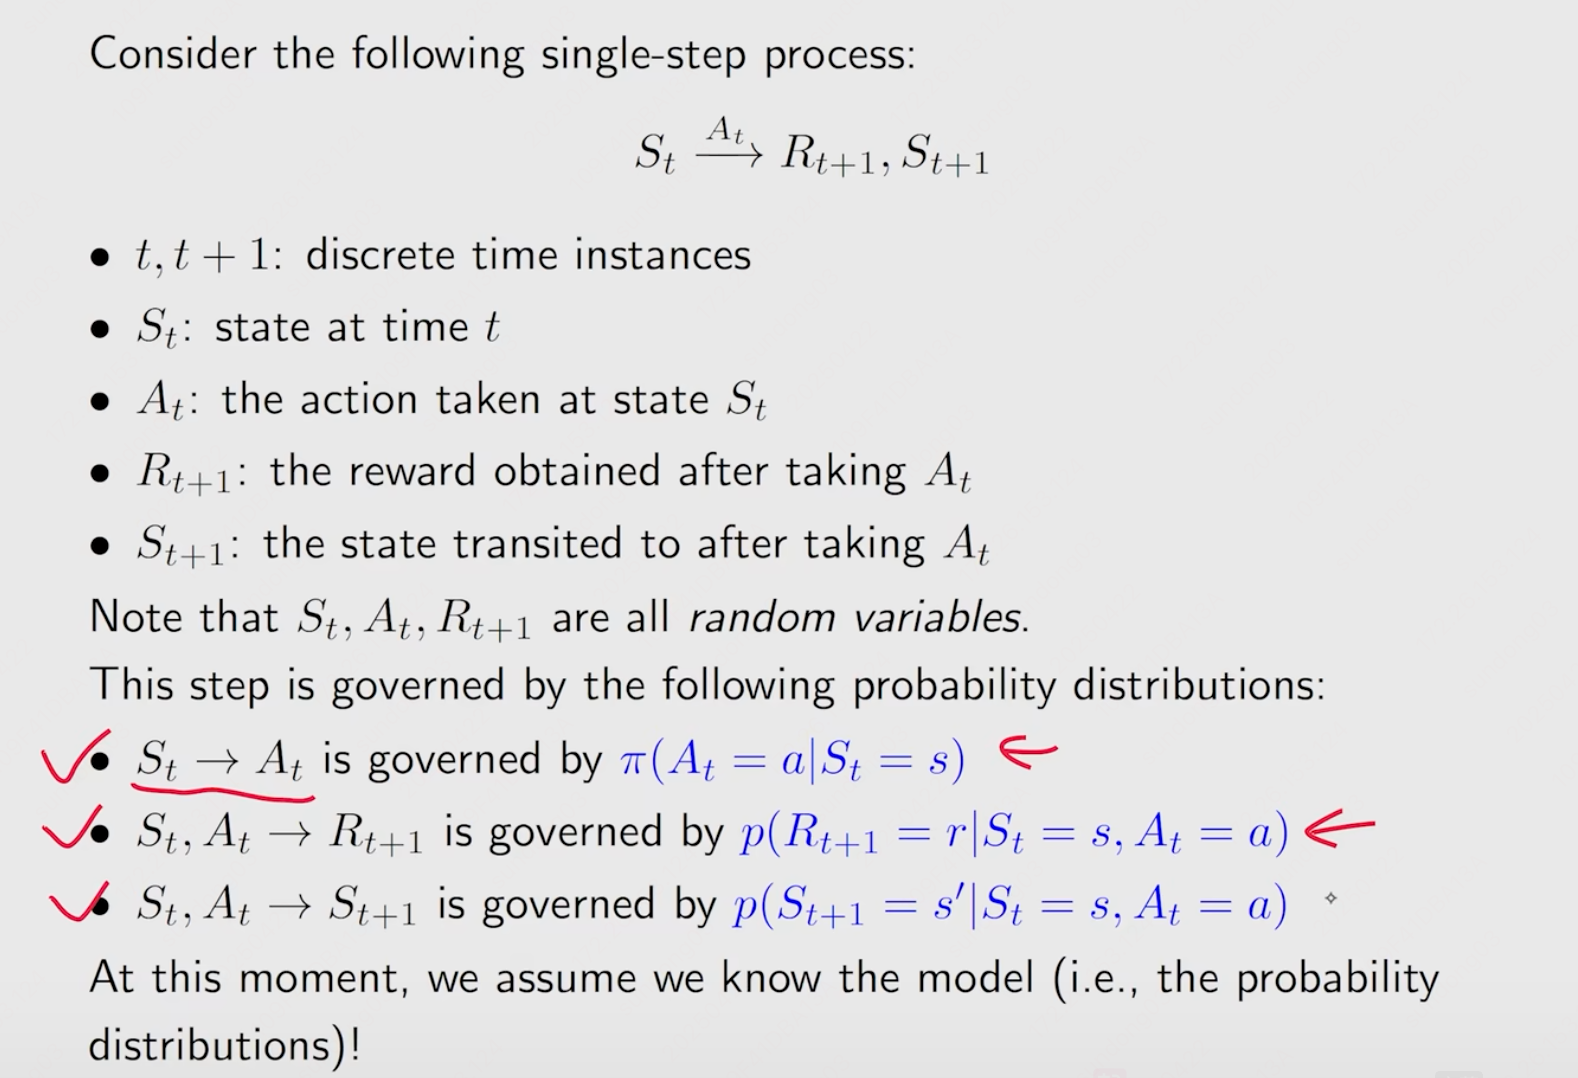 Consider the following single-step process:
$S_t \xrightarrow{A_t} R_{t+1}, S_{t+1}$
• $t, t+1$: discrete time instances
• $S_t$: state at time $t$
• $A_t$: the action taken at state $S_t$
• $R_{t+1}$: the reward obtained after taking $A_t$
• $S_{t+1}$: the state transited to after taking $A_t$
Note that $S_t, A_t, R_{t+1}$ are all random variables.
This step is governed by the following probability distributions:
• $S_t \to A_t$ is governed by $\pi(A_t = a|S_t = s)$
• $S_t, A_t \to R_{t+1}$ is governed by $p(R_{t+1} = r|S_t = s, A_t = a)$
• $S_t, A_t \to S_{t+1}$ is governed by $p(S_{t+1} = s'|S_t = s, A_t = a)$
At this moment, we assume we know the model (i.e., the probability
distributions)!